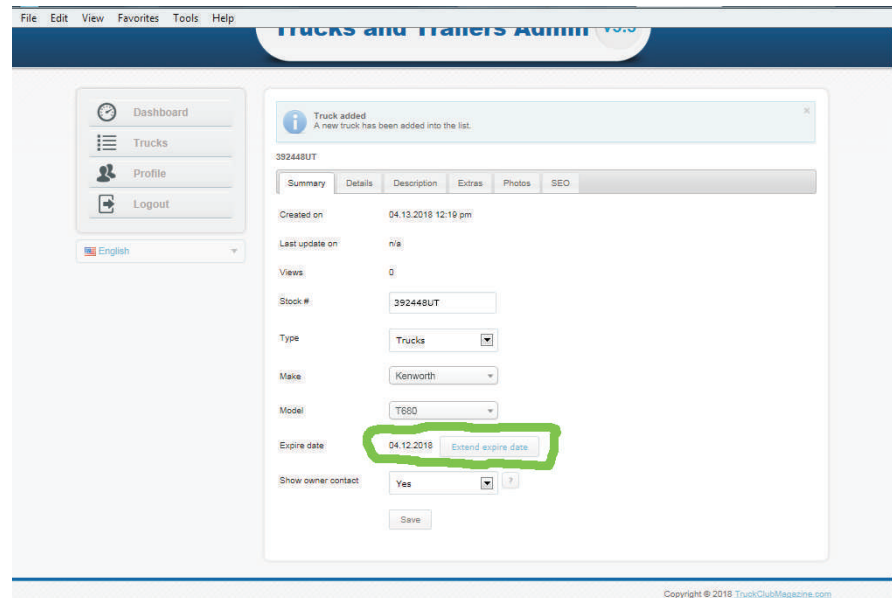 File Edit View Favorites Tools Help
Trucks and Trailers Admin V3.3
Dashboard
Trucks
Profile
Logout
English
Truck added
A new truck has been added into the list.
×
392448UT
Summary Details Description Extras Photos SEO
Created on 04.13.2018 12:19 pm
Last update on n/a
Views 0
Stock # 392448UT
Type Trucks
Make Kenworth
Model T680
Expire date 04.12.2018 Extend expire date
Show owner contact Yes ?
Save
Copyright © 2018 TruckClubMagazine.com